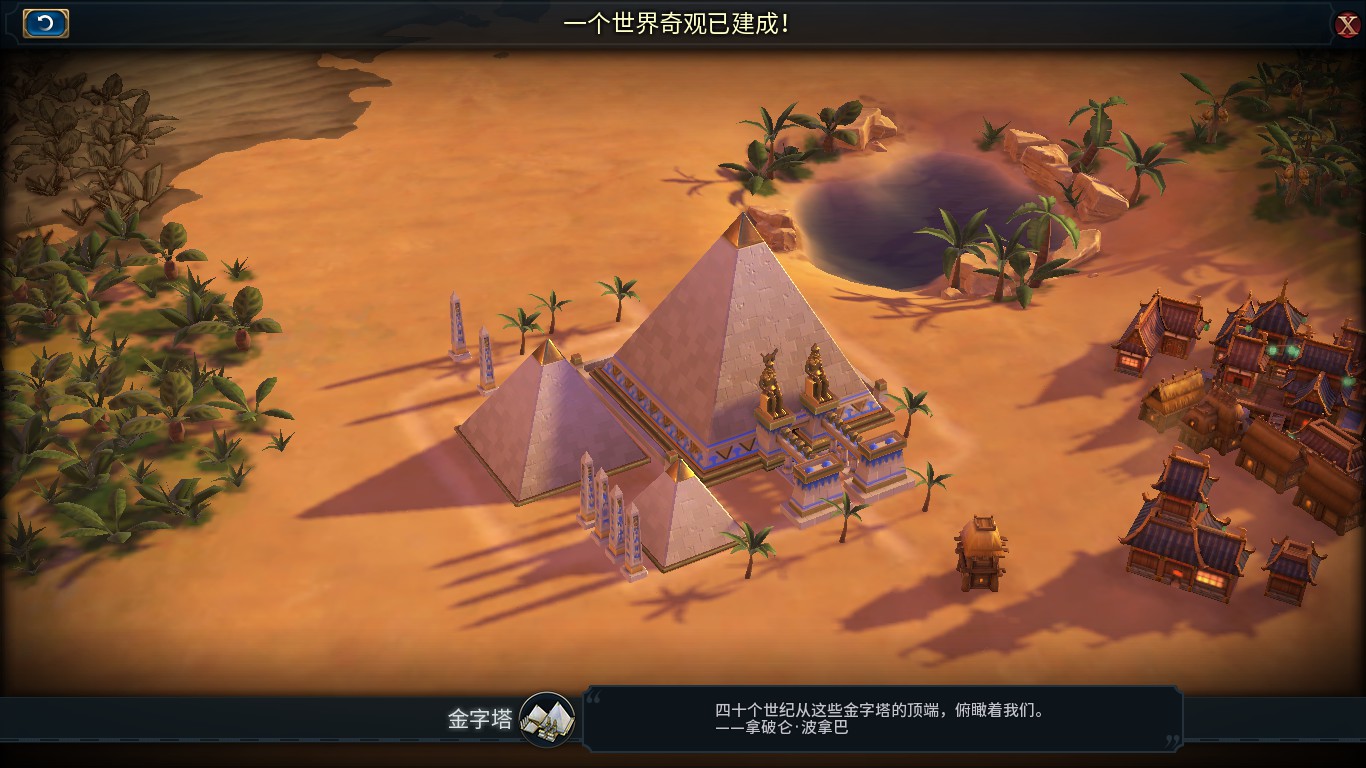 一个世界奇观已建成!
X
金字塔
四十个世纪从这些金字塔的顶端，俯瞰着我们。
——拿破仑·波拿巴